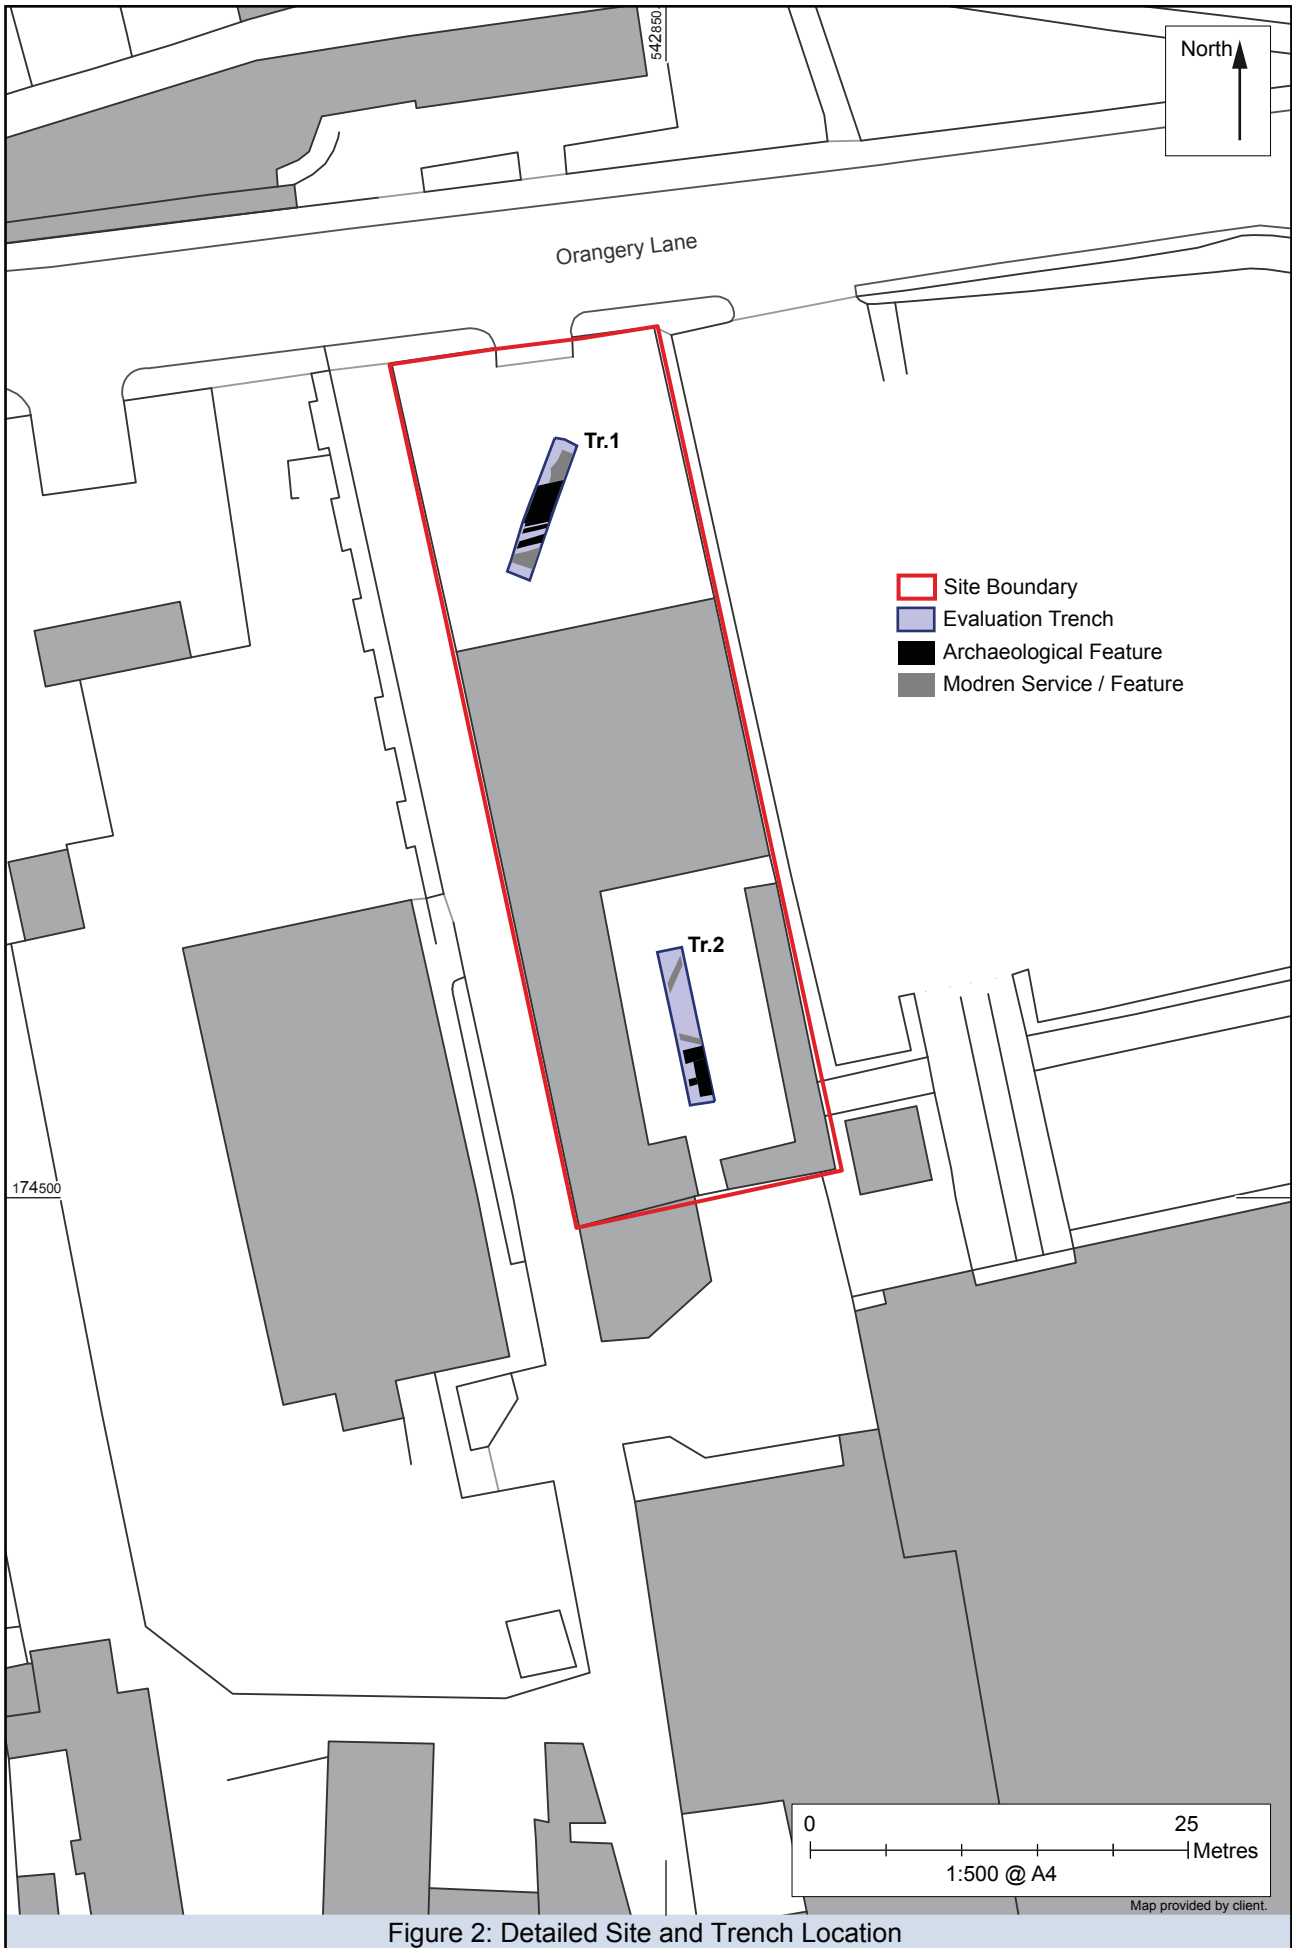 542850
North
Orangery Lane
Tr.1
Site Boundary
Evaluation Trench
Archaeological Feature
Modren Service / Feature
Tr.2
174500
0 25
Metres
1:500 @ A4
Map provided by client.
Figure 2: Detailed Site and Trench Location